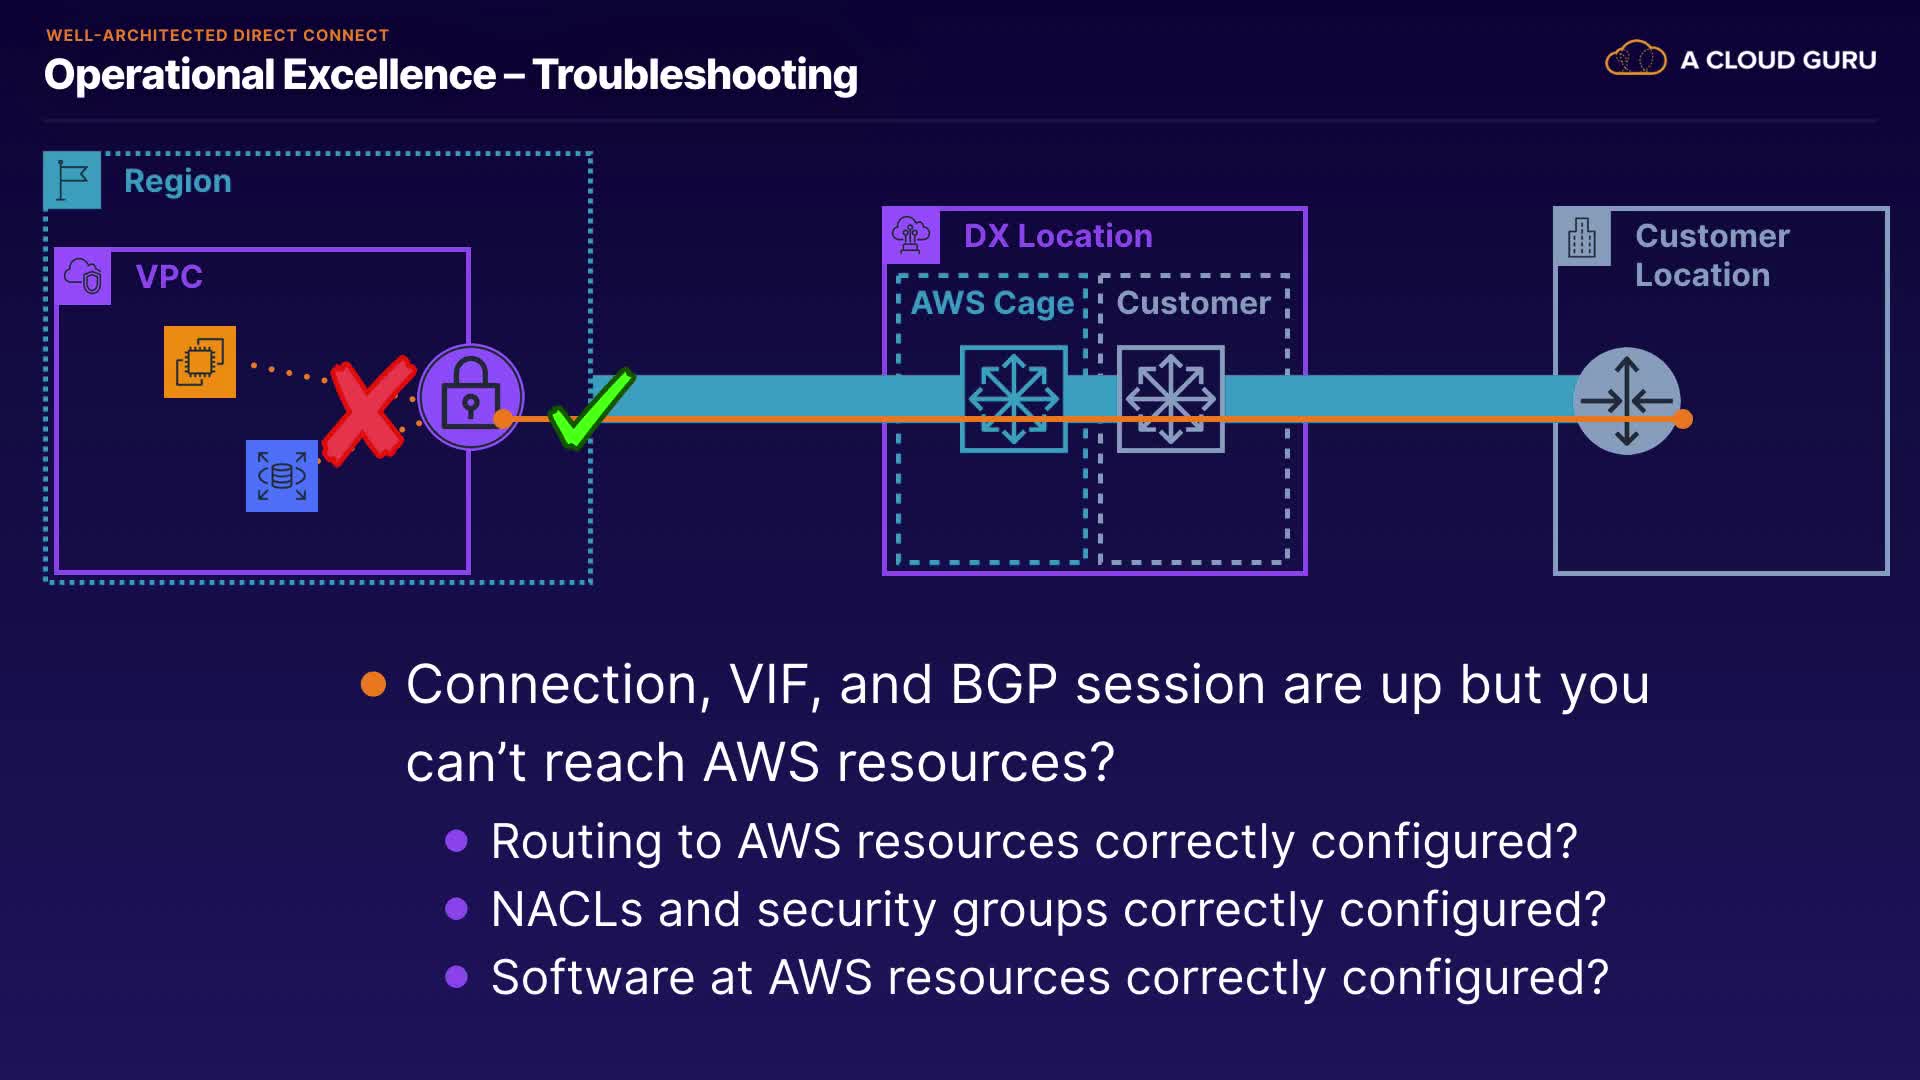 WELL-ARCHITECTED DIRECT CONNECT
Operational Excellence – Troubleshooting
A CLOUD GURU
Region
VPC
DX Location
AWS Cage
Customer
Customer
Location
Connection, VIF, and BGP session are up but you
can’t reach AWS resources?
Routing to AWS resources correctly configured?
NACLs and security groups correctly configured?
Software at AWS resources correctly configured?